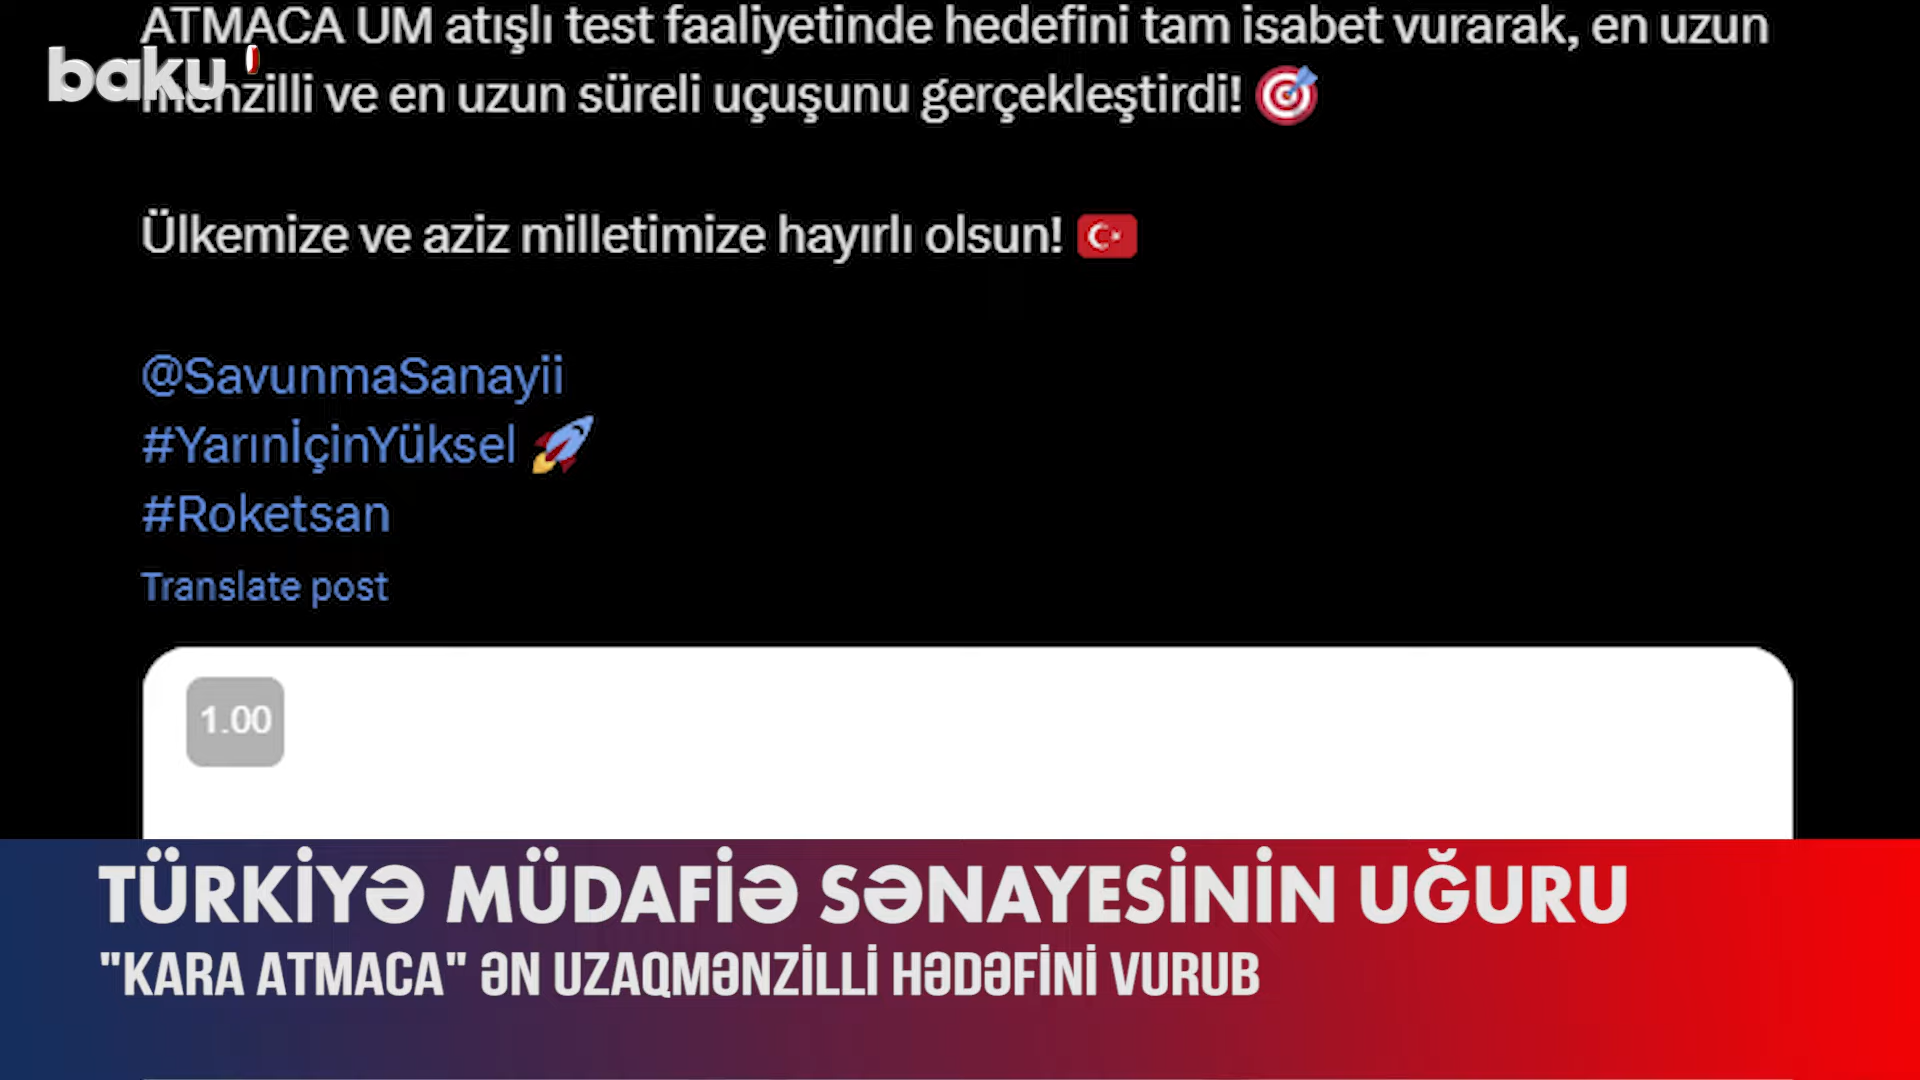 ATMACA UM atışlı test faaliyetinde hedefini tam isabet vurarak, en uzun
baku
menzilli ve en uzun süreli uçuşunu gerçekleştirdi!
Ülkemize ve aziz milletimize hayırlı olsun!
@SavunmaSanayii
#YarınİçinYüksel
#Roketsan
Translate post
1.00
TÜRKİYƏ MÜDAFİƏ SƏNAYESİNİN UĞURU
"KARA ATMACA" ƏN UZAQMƏNZİLLİ HƏDƏFİNİ VURUB